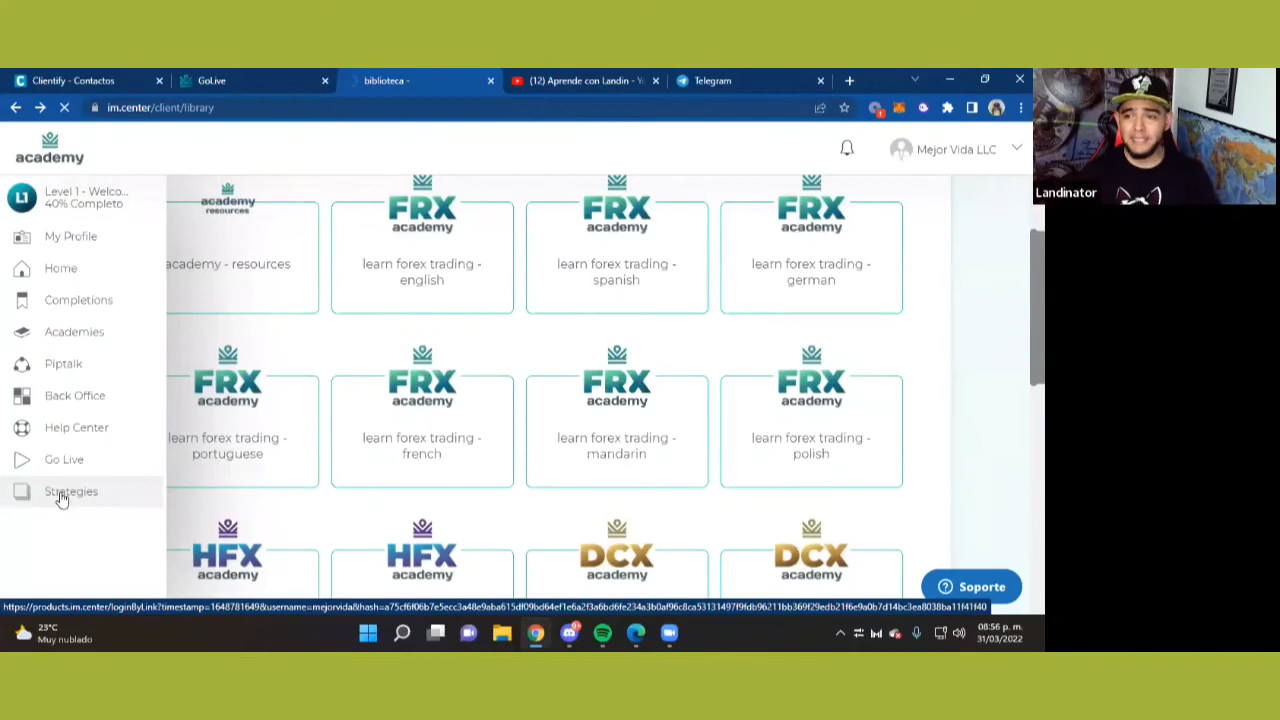 Clientify - Contactos
GoLive
biblioteca -
(12) Aprende con Landin - Y
Telegram
im.center/client/library
academy
Mejor Vida LLC
Landinator
L1
Level 1 - Welco...
40% Completo
My Profile
Home
Completions
Academies
Piptalk
Back Office
Help Center
Go Live
Strategies
academy
resources
academy - resources
FRX
academy
learn forex trading -
english
FRX
academy
learn forex trading -
spanish
FRX
academy
learn forex trading -
german
FRX
academy
learn forex trading -
portuguese
FRX
academy
learn forex trading -
french
FRX
academy
learn forex trading -
mandarin
FRX
academy
learn forex trading -
polish
HFX
academy
HFX
academy
DCX
academy
DCX
academy
Soporte
23°C
Muy nublado
08:56 p. m.
31/03/2022